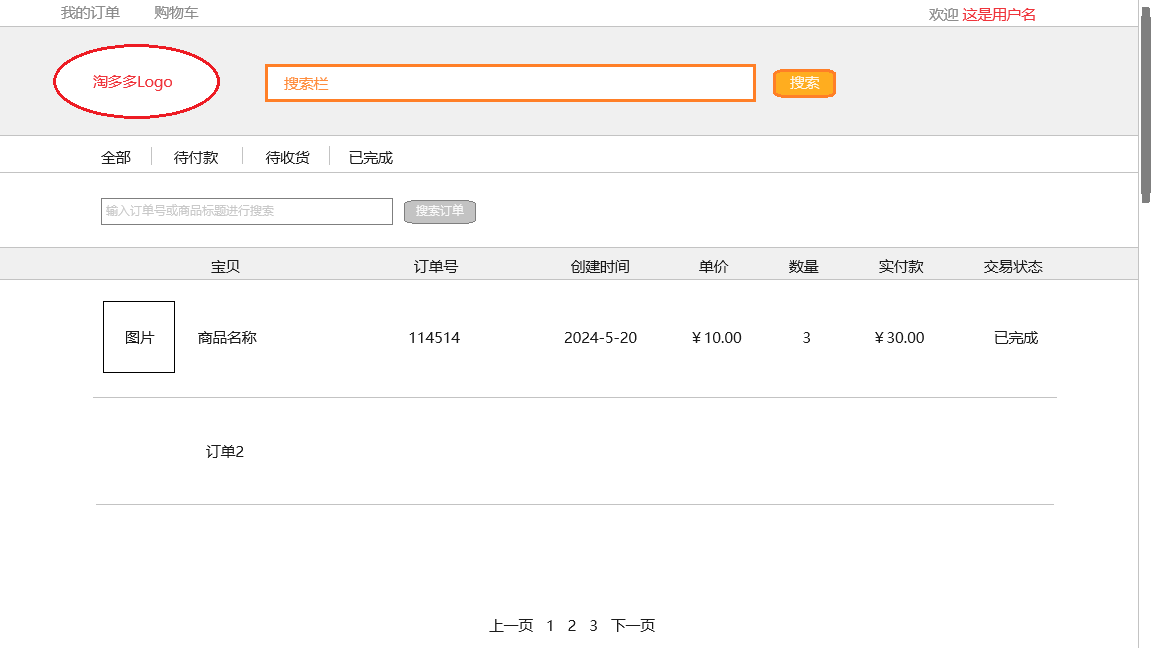 我的订单 购物车 欢迎 这是用户名
淘多多Logo 搜索栏 搜索
全部 待付款 待收货 已完成
输入订单号或商品标题进行搜索 搜索订单
宝贝 订单号 创建时间 单价 数量 实付款 交易状态
图片 商品名称 114514 2024-5-20 ￥10.00 3 ￥30.00 已完成
订单2
上一页 1 2 3 下一页